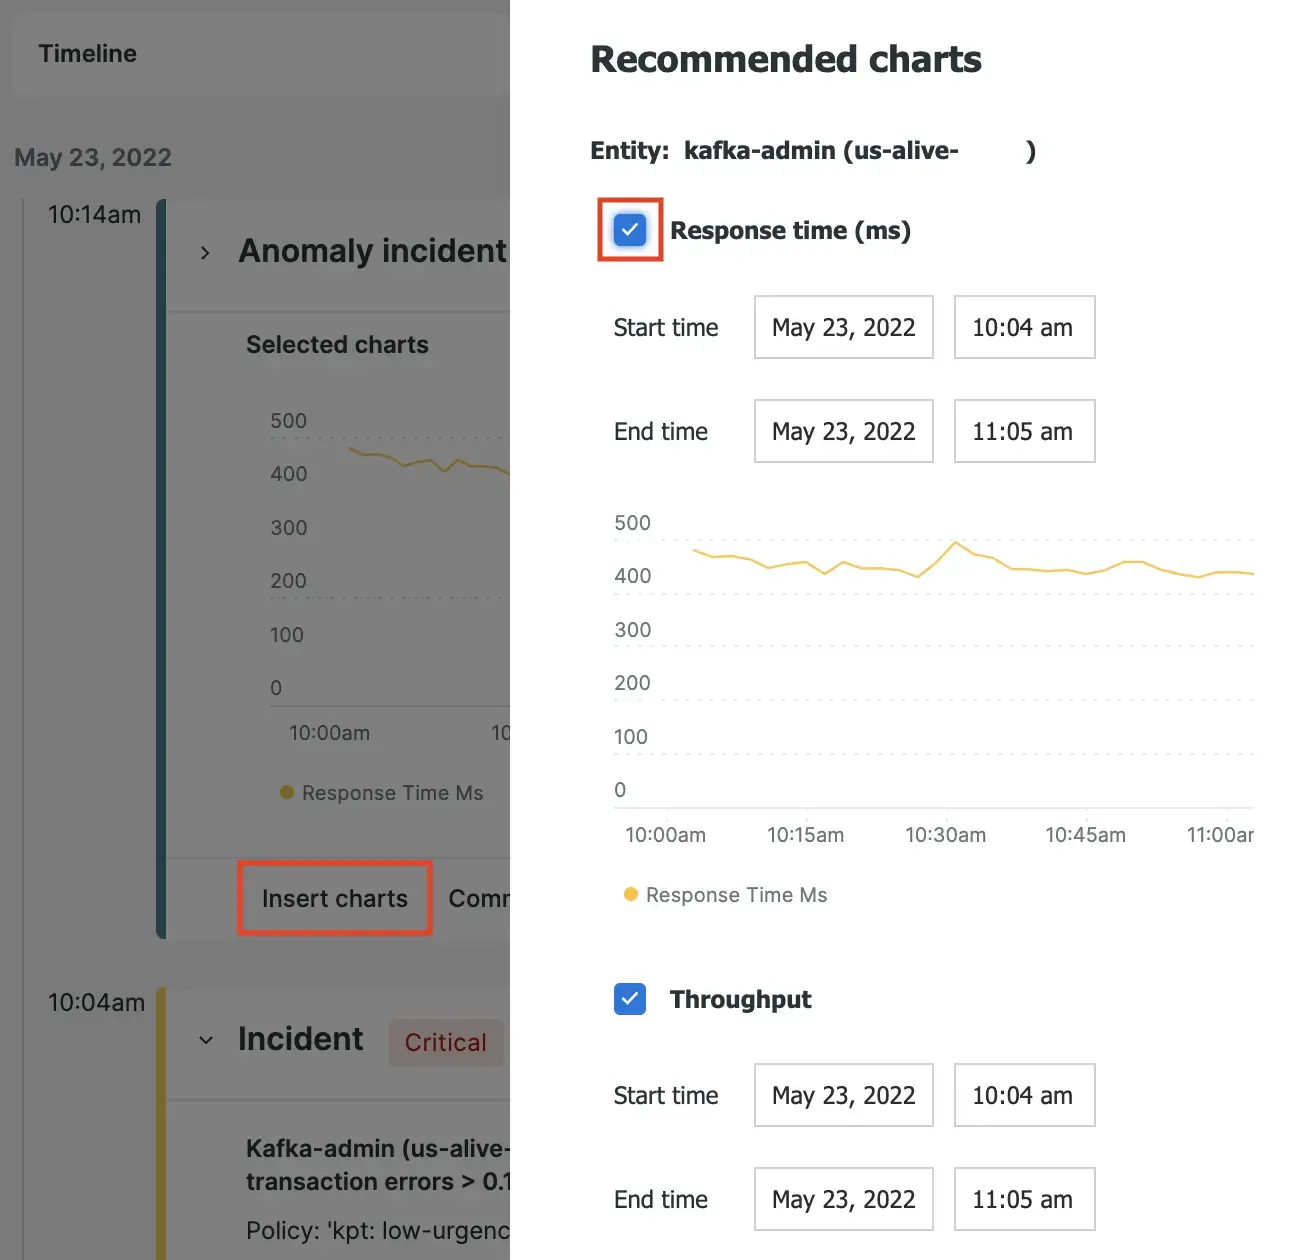 Timeline
May 23, 2022
10:14am
Anomaly incident
Selected charts
500
400
300
200
100
0
10:00am
10
Response Time Ms
Insert charts
10:04am
Incident
Critical
Kafka-admin (us-alive-
transaction errors > 0.1
Policy: 'kpt: low-urgenc
Recommended charts
Entity: kafka-admin (us-alive- )
Response time (ms)
Start time May 23, 2022 10:04 am
End time May 23, 2022 11:05 am
500
400
300
200
100
0
10:00am 10:15am 10:30am 10:45am 11:00a
Response Time Ms
Throughput
Start time May 23, 2022 10:04 am
End time May 23, 2022 11:05 am